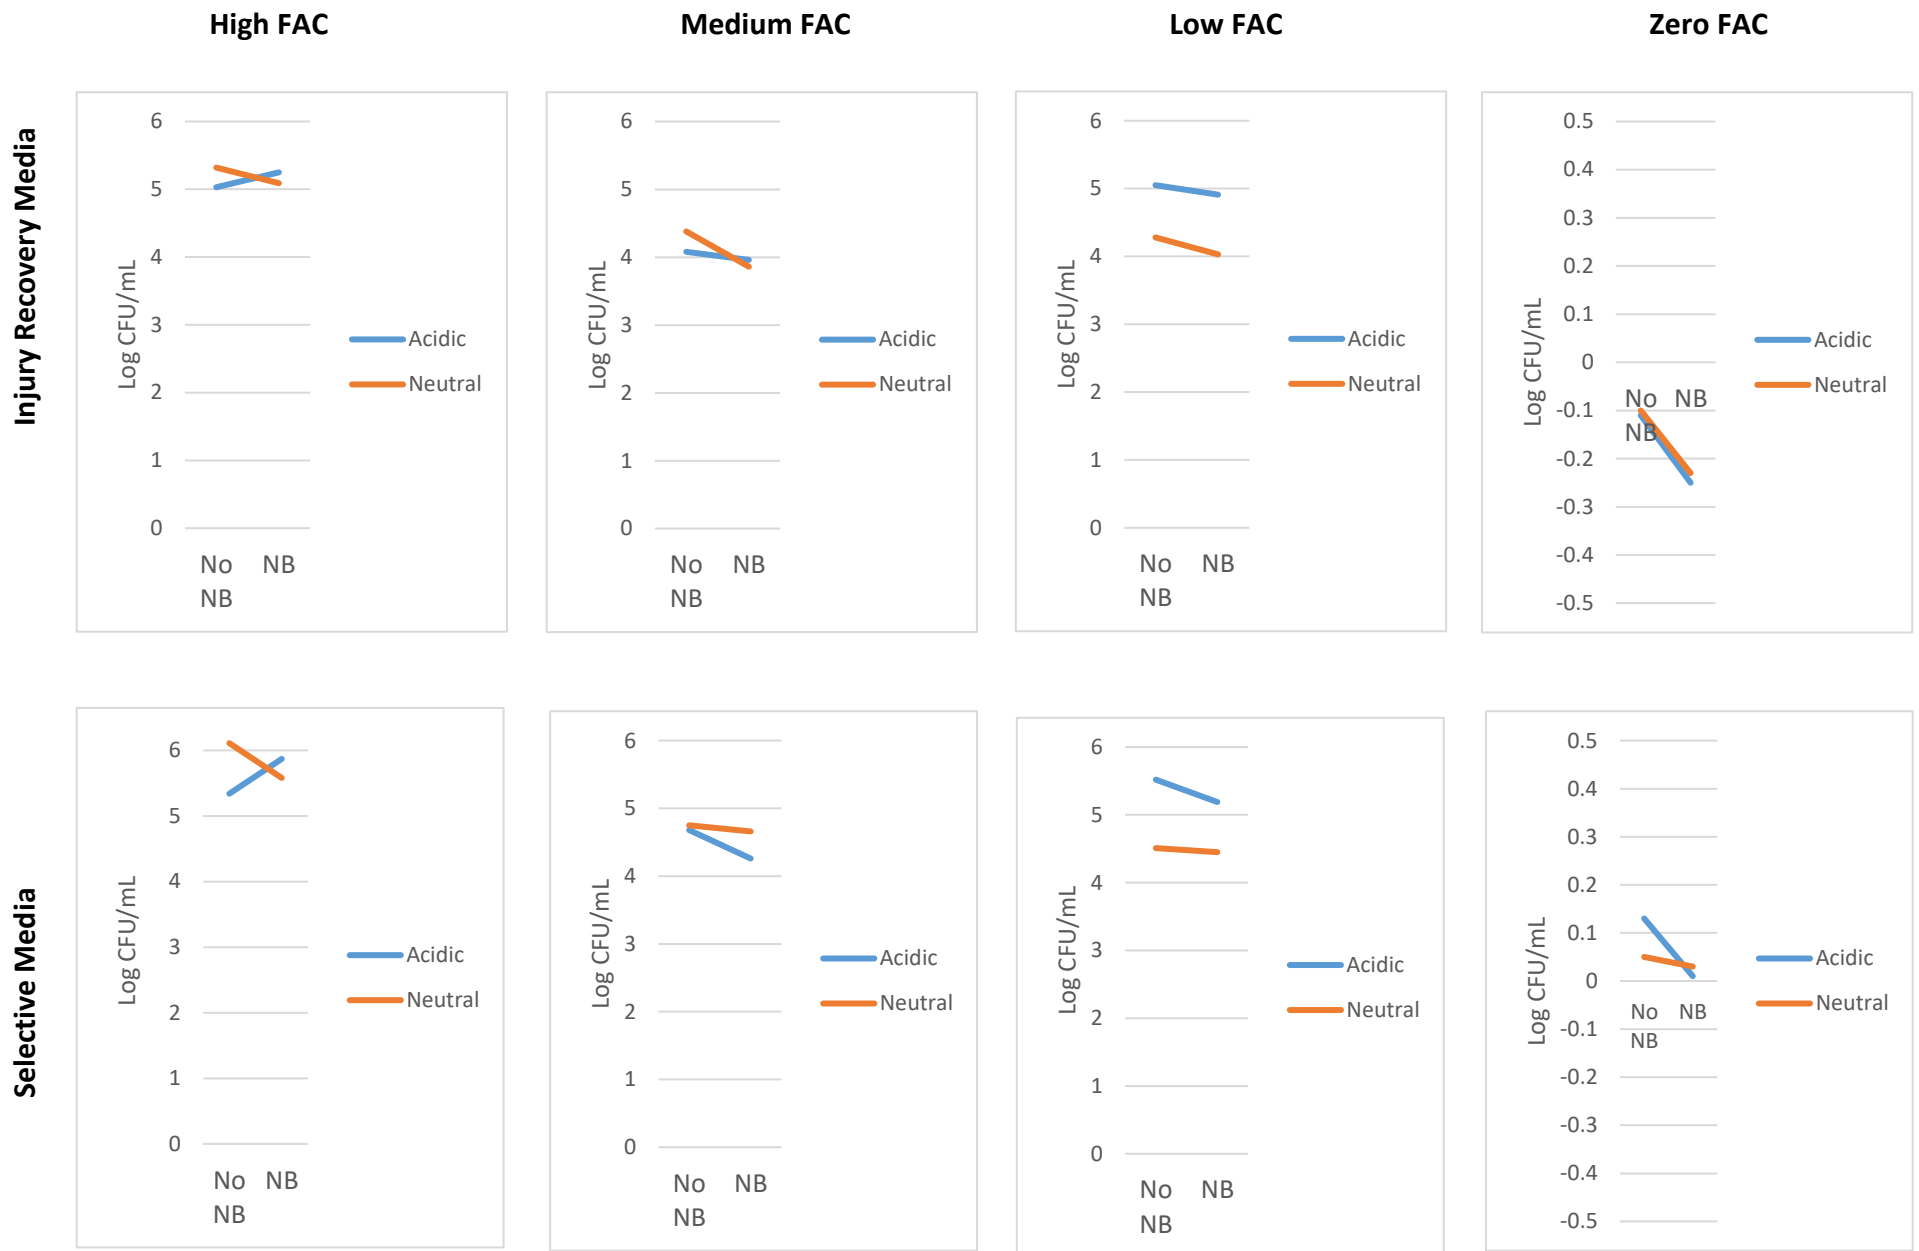 High FAC
Medium FAC
Low FAC
Zero FAC
Injury Recovery Media
6
5
4
3
2
1
0
Log CFU/mL
No
NB
NB
Acidic
Neutral
6
5
4
3
2
1
0
Log CFU/mL
No
NB
NB
Acidic
Neutral
6
5
4
3
2
1
0
Log CFU/mL
No
NB
NB
Acidic
Neutral
0.5
0.4
0.3
0.2
0.1
0
-0.1
-0.2
-0.3
-0.4
-0.5
Log CFU/mL
No
NB
NB
Acidic
Neutral
Selective Media
6
5
4
3
2
1
0
Log CFU/mL
No
NB
NB
Acidic
Neutral
6
5
4
3
2
1
0
Log CFU/mL
No
NB
NB
Acidic
Neutral
6
5
4
3
2
1
0
Log CFU/mL
No
NB
NB
Acidic
Neutral
0.5
0.4
0.3
0.2
0.1
0
-0.1
-0.2
-0.3
-0.4
-0.5
Log CFU/mL
No
NB
NB
Acidic
Neutral